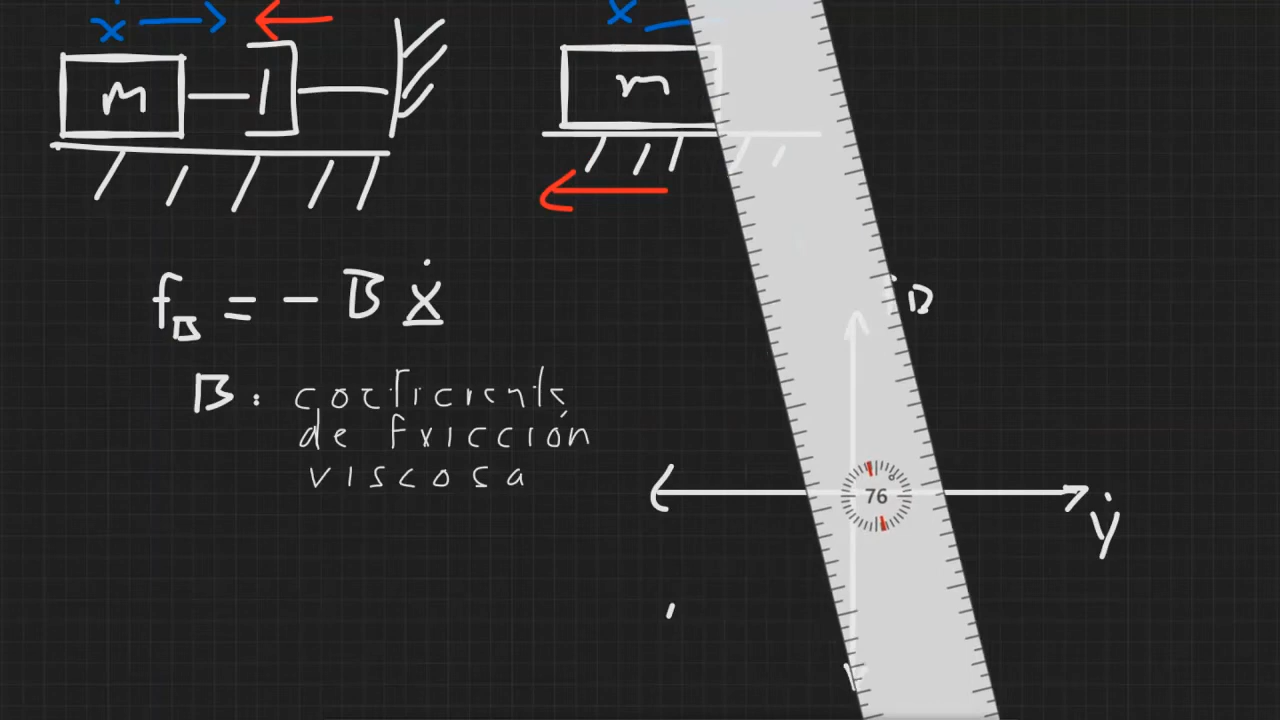 ẋ ẋ
m m
f_B = - B ẋ
B
B: coeficiente
de fricción
viscosa
76°
ẏ